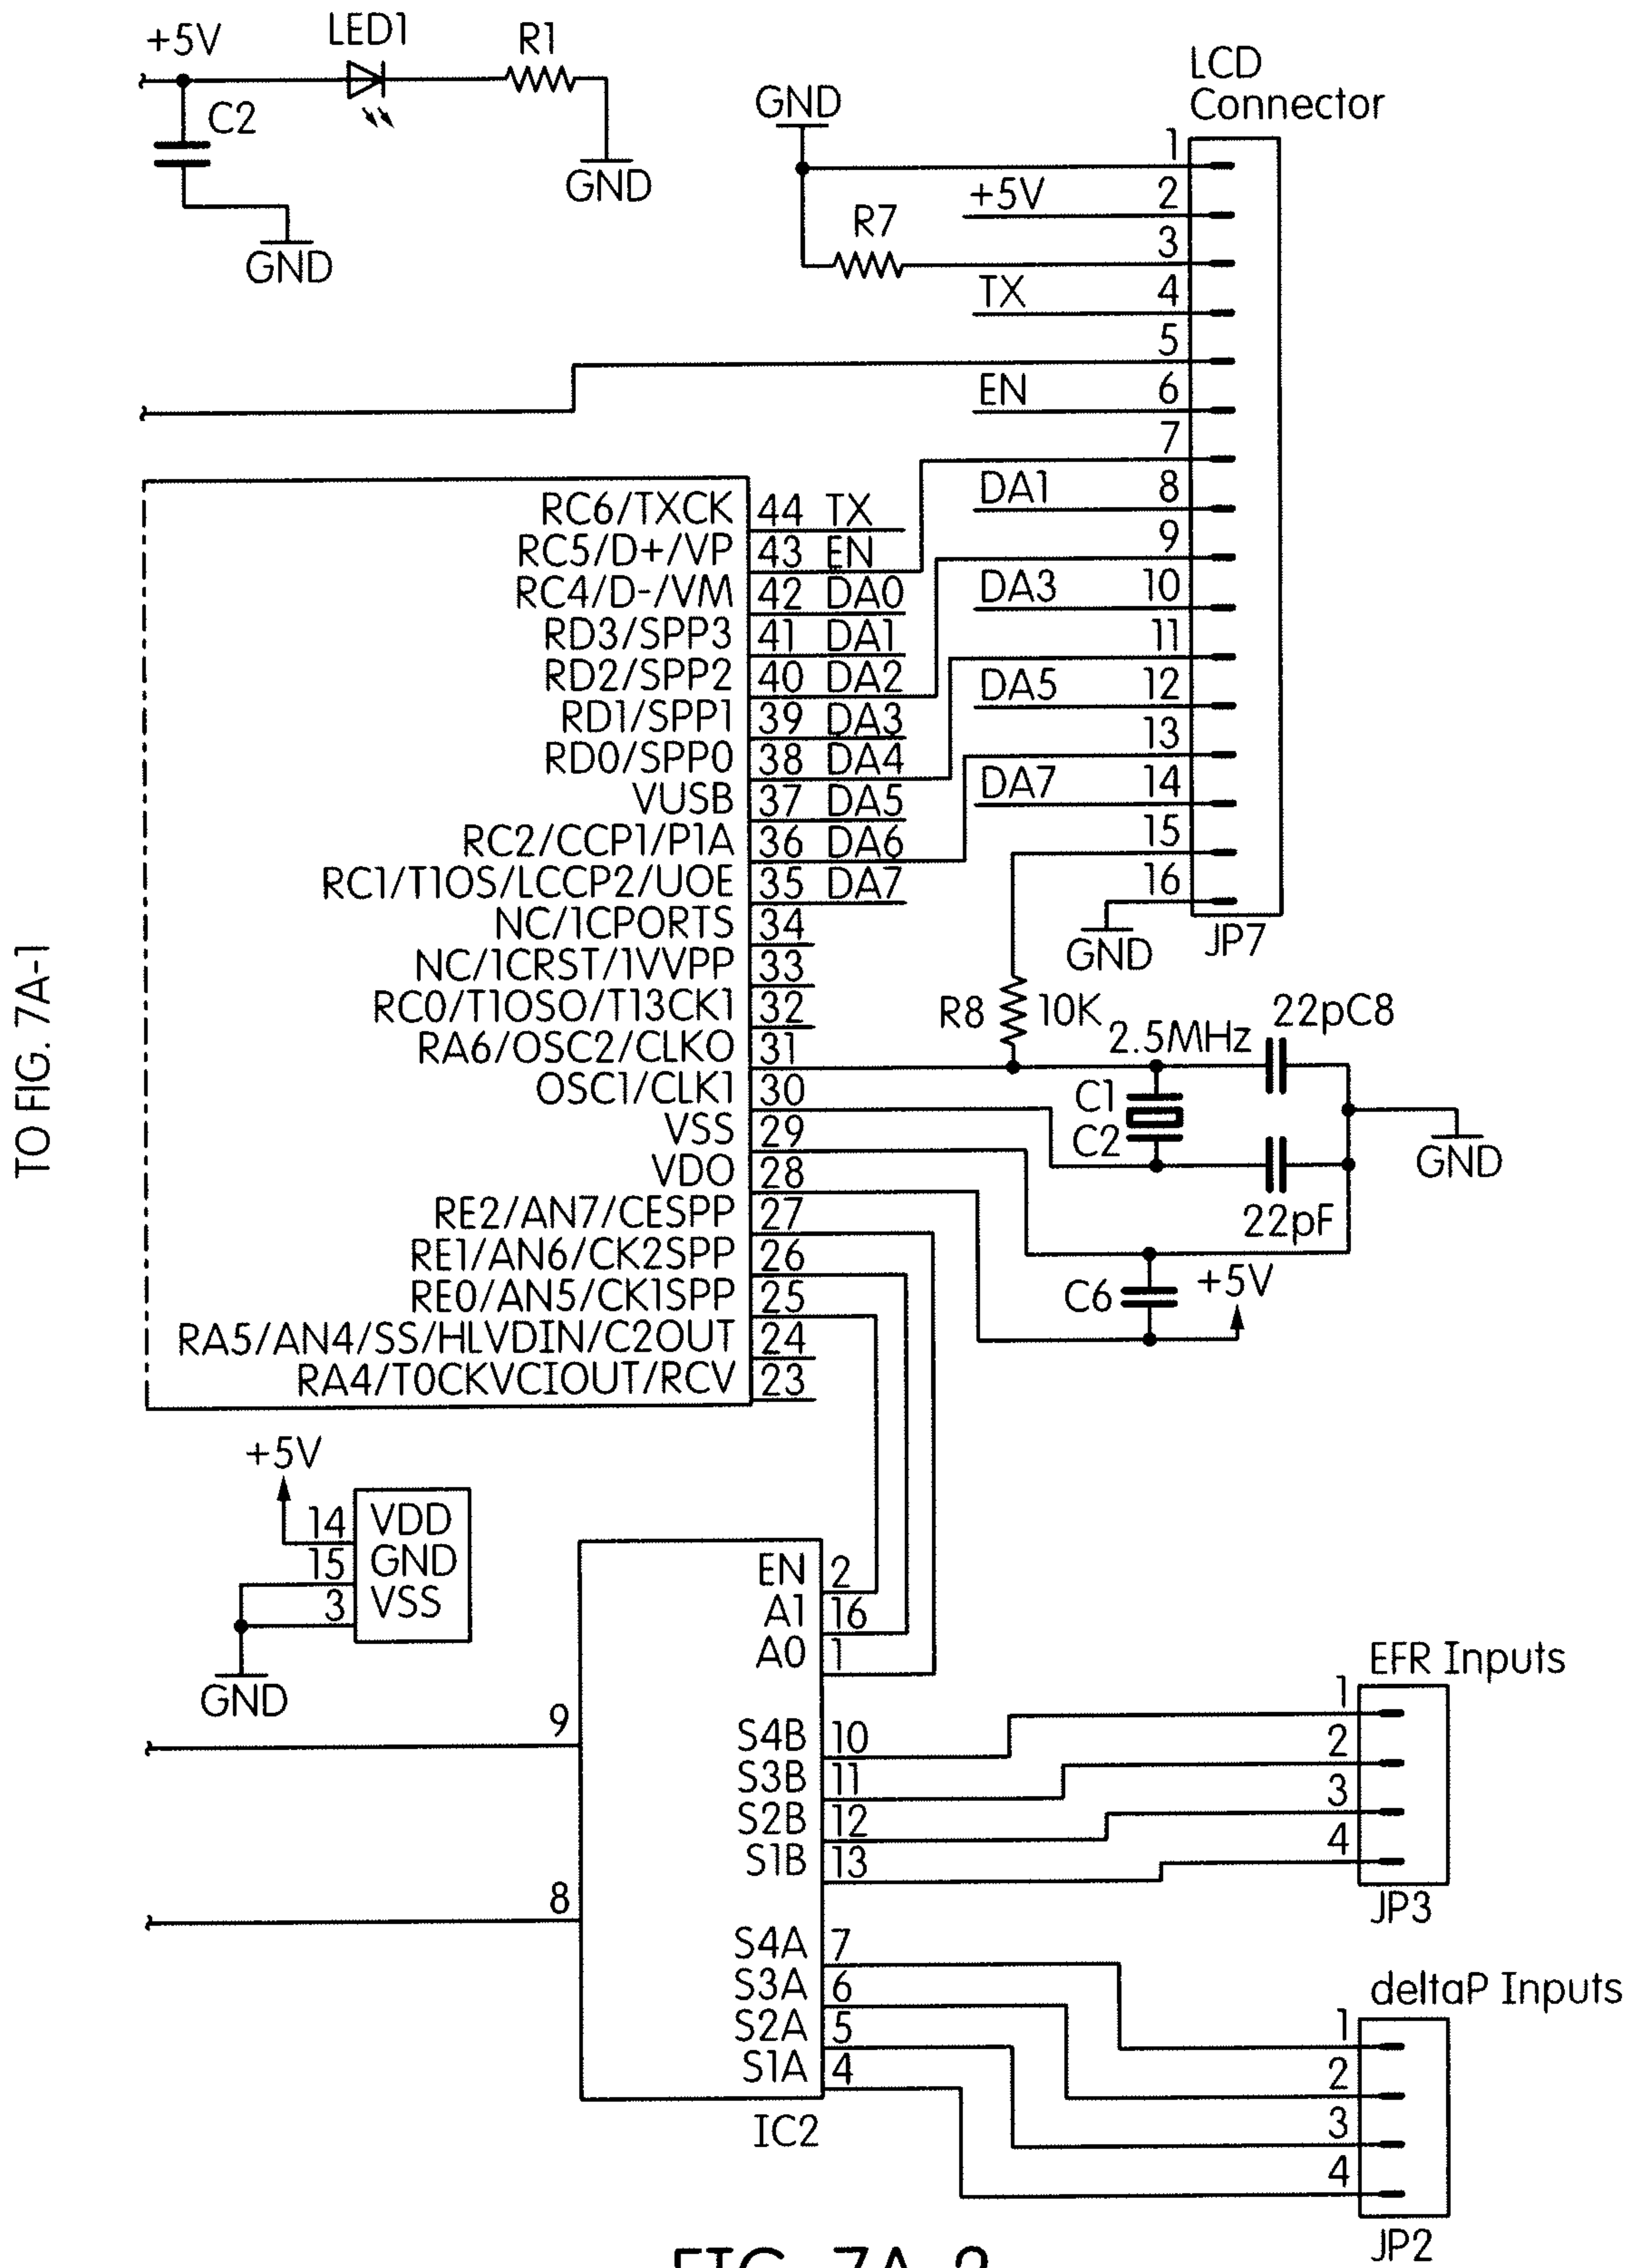 +5V
LED1
R1
C2
GND
GND
LCD
Connector
GND
1
+5V 2
R7
3
TX 4
5
EN 6
7
DA1 8
9
DA3 10
11
DA5 12
13
DA7 14
15
16
GND
JP7
TO FIG. 7A-1
RC6/TXCK 44 TX
RC5/D+/VP 43 EN
RC4/D-/VM 42 DA0
RD3/SPP3 41 DA1
RD2/SPP2 40 DA2
RD1/SPP1 39 DA3
RD0/SPP0 38 DA4
VUSB 37 DA5
RC2/CCP1/P1A 36 DA6
RC1/T1OS/LCCP2/UOE 35 DA7
NC/1CPORTS 34
NC/1CRST/1VVPP 33
RC0/T1OSO/T13CK1 32
RA6/OSC2/CLKO 31
OSC1/CLK1 30
VSS 29
VDO 28
RE2/AN7/CESPP 27
RE1/AN6/CK2SPP 26
RE0/AN5/CK1SPP 25
RA5/AN4/SS/HLVDIN/C2OUT 24
RA4/T0CKVCIOUT/RCV 23
R8 10K
2.5MHz
22pC8
C1
C2
GND
22pF
C6
+5V
+5V
14 VDD
15 GND
3 VSS
GND
EN 2
A1 16
A0 1
9
S4B 10
S3B 11
S2B 12
S1B 13
8
S4A 7
S3A 6
S2A 5
S1A 4
IC2
EFR Inputs
1
2
3
4
JP3
deltaP Inputs
1
2
3
4
JP2
FIG. 7A-2